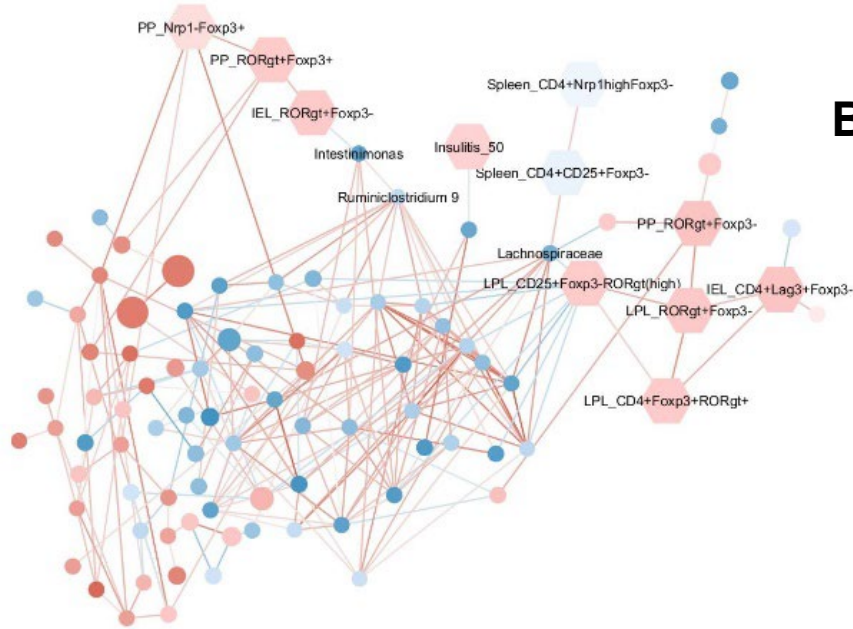 PP_Nrp1-Foxp3+
PP_RORgt+Foxp3+
Spleen_CD4+Nrp1highFoxp3-
IEL_RORgt+Foxp3-
B
Insulitis_50
Intestinimonas
Spleen_CD4+CD25+Foxp3-
Ruminiclostridium 9
PP_RORgt+Foxp3-
Lachnospiraceae
LPL_CD25+Foxp3-RORgt(high)
IEL_CD4+Lag3+Foxp3-
LPL_RORgt+Foxp3-
LPL_CD4+Foxp3+RORgt+